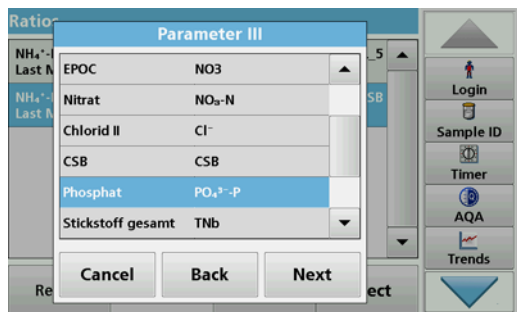 Ratios
Parameter III
NH₄⁺-
Last
_5
NH₄⁺-
Last
SB
EPOC NO3
Nitrat NO₃-N
Chlorid II Cl⁻
CSB CSB
Phosphat PO₄³⁻-P
Stickstoff gesamt TNb
Cancel Back Next
Re
ect
Login
Sample ID
Timer
AQA
Trends